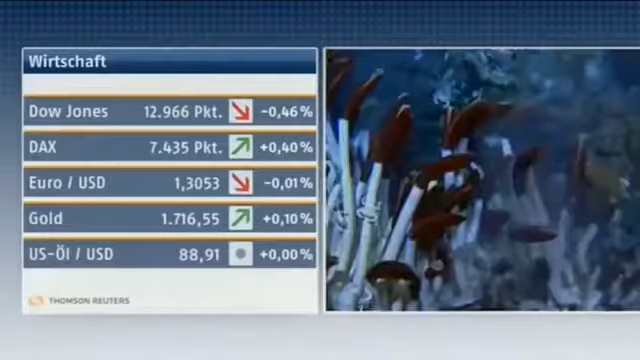 Wirtschaft
Dow Jones 12.966 Pkt. -0,46%
DAX 7.435 Pkt. +0,40%
Euro / USD 1,3053 -0,01%
Gold 1.716,55 +0,10%
US-Öl / USD 88,91 +0,00%
THOMSON REUTERS